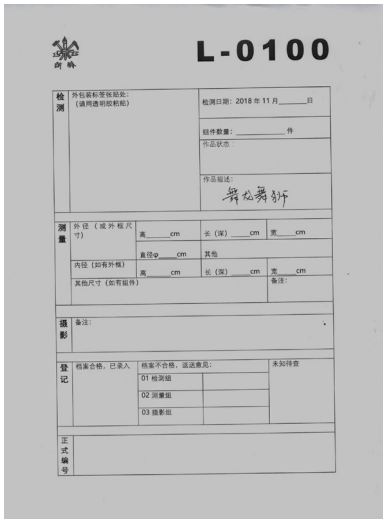 L-0100
检测
外包装标签张贴处:
(请用透明胶粘贴)
检测日期: 2018 年 11 月______日
组件数量: ____________ 件
作品状态:
作品描述:
舞龙舞狮
测量
外径(或外框尺寸)
高______cm
长(深)_____cm
宽_____cm
直径φ_____cm
其他
内径(如有外模)
高______cm
长(深)_____cm
宽_____cm
其他尺寸(如有组件)
备注:
摄影
备注:
登记
档案合格,已录入
档案不合格,返送意见:
未知待查
01 检测组
02 测量组
03 摄影组
正式编号